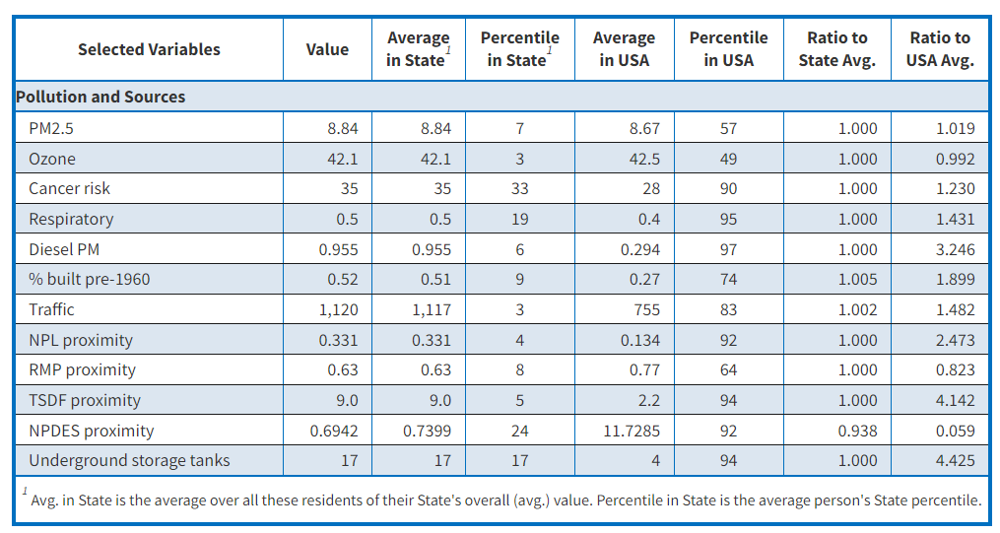 Selected Variables Value Average in State¹ Percentile in State¹ Average in USA Percentile in USA Ratio to State Avg. Ratio to USA Avg.
Pollution and Sources
PM2.5 8.84 8.84 7 8.67 57 1.000 1.019
Ozone 42.1 42.1 3 42.5 49 1.000 0.992
Cancer risk 35 35 33 28 90 1.000 1.230
Respiratory 0.5 0.5 19 0.4 95 1.000 1.431
Diesel PM 0.955 0.955 6 0.294 97 1.000 3.246
% built pre-1960 0.52 0.51 9 0.27 74 1.005 1.899
Traffic 1,120 1,117 3 755 83 1.002 1.482
NPL proximity 0.331 0.331 4 0.134 92 1.000 2.473
RMP proximity 0.63 0.63 8 0.77 64 1.000 0.823
TSDF proximity 9.0 9.0 5 2.2 94 1.000 4.142
NPDES proximity 0.6942 0.7399 24 11.7285 92 0.938 0.059
Underground storage tanks 17 17 17 4 94 1.000 4.425
¹ Avg. in State is the average over all these residents of their State's overall (avg.) value. Percentile in State is the average person's State percentile.